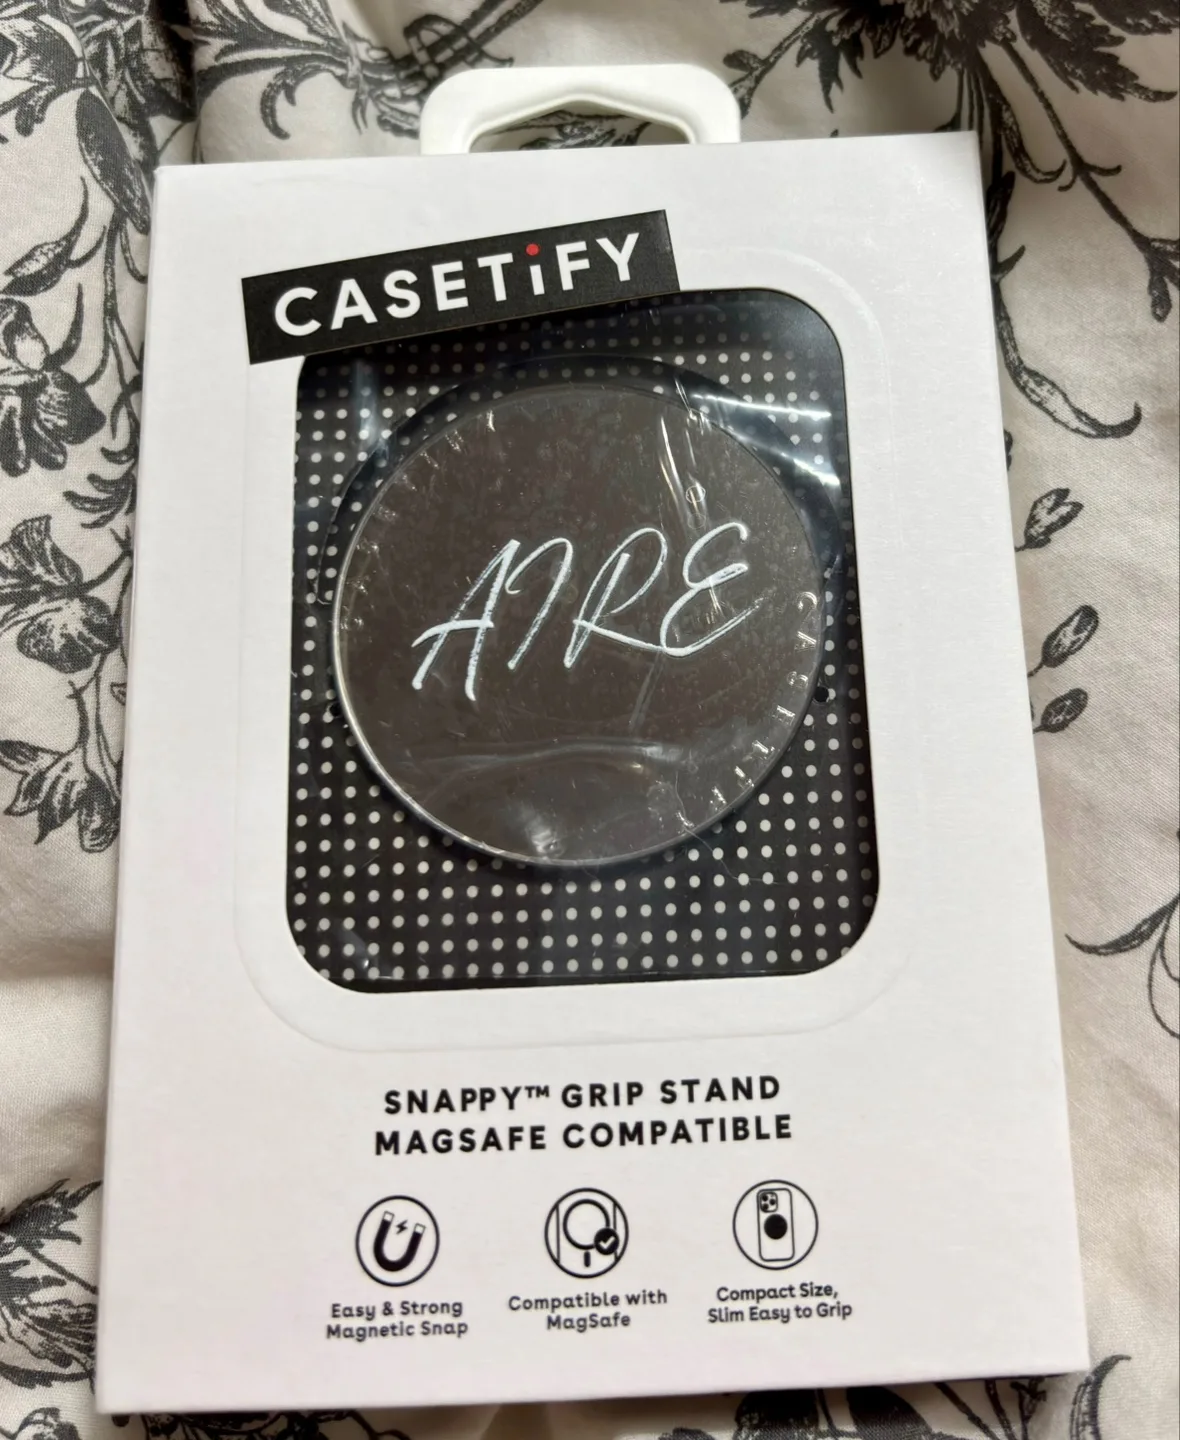 CASETiFY
AIRE
CASETiFY
SNAPPY™ GRIP STAND
MAGSAFE COMPATIBLE
Easy & Strong
Magnetic Snap
Compatible with
MagSafe
Compact Size,
Slim Easy to Grip